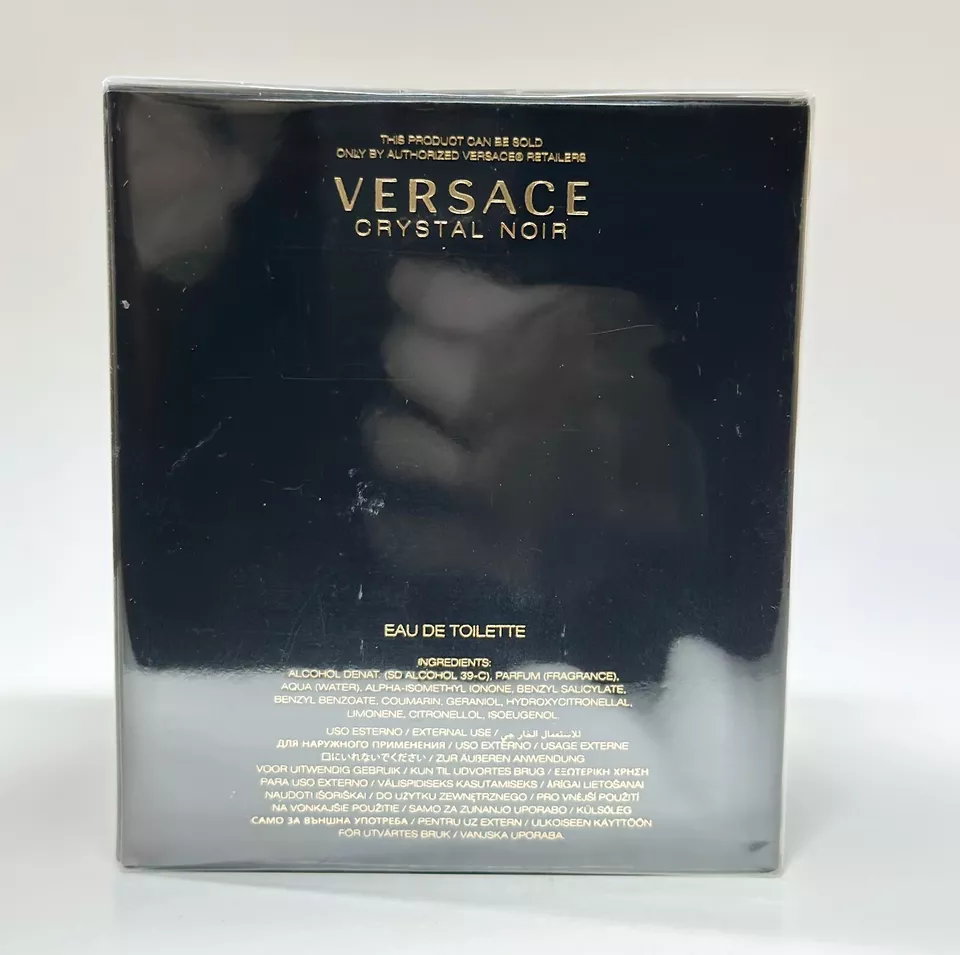 THIS PRODUCT CAN BE SOLD
ONLY BY AUTHORIZED VERSACE® RETAILERS
VERSACE
CRYSTAL NOIR
EAU DE TOILETTE
INGREDIENTS:
ALCOHOL DENAT. (SD ALCOHOL 39-C), PARFUM (FRAGRANCE),
AQUA (WATER), ALPHA-ISOMETHYL IONONE, BENZYL SALICYLATE,
BENZYL BENZOATE, COUMARIN, GERANIOL, HYDROXYCITRONELLAL,
LIMONENE, CITRONELLOL, ISOEUGENOL.
USO ESTERNO / EXTERNAL USE / للاستعمال الخارجي
ДЛЯ НАРУЖНОГО ПРИМЕНЕНИЯ / USO EXTERNO / USAGE EXTERNE
口にいれないでください / ZUR ÄUßEREN ANWENDUNG
VOOR UITWENDIG GEBRUIK / KUN TIL UDVORTES BRUG / ΕΞΩΤΕΡΙΚΗ ΧΡΗΣΗ
PARA USO EXTERNO / VÄLISPIDISEKS KASUTAMISEKS / ĀRĪGAI LIETOŠANAI
NAUDOTI IŠORIŠKAI / DO UŻYTKU ZEWNĘTRZNEGO / PRO VNĚJŠÍ POUŽITÍ
NA VONKAJŠIE POUŽITIE / SAMO ZA ZUNANJO UPORABO / KÜLSŐLEG
САМО ЗА ВЪНШНА УПОТРЕБА / PENTRU UZ EXTERN / ULKOISEEN KÄYTTÖÖN
FÖR UTVÄRTES BRUK / VANJSKA UPORABA.